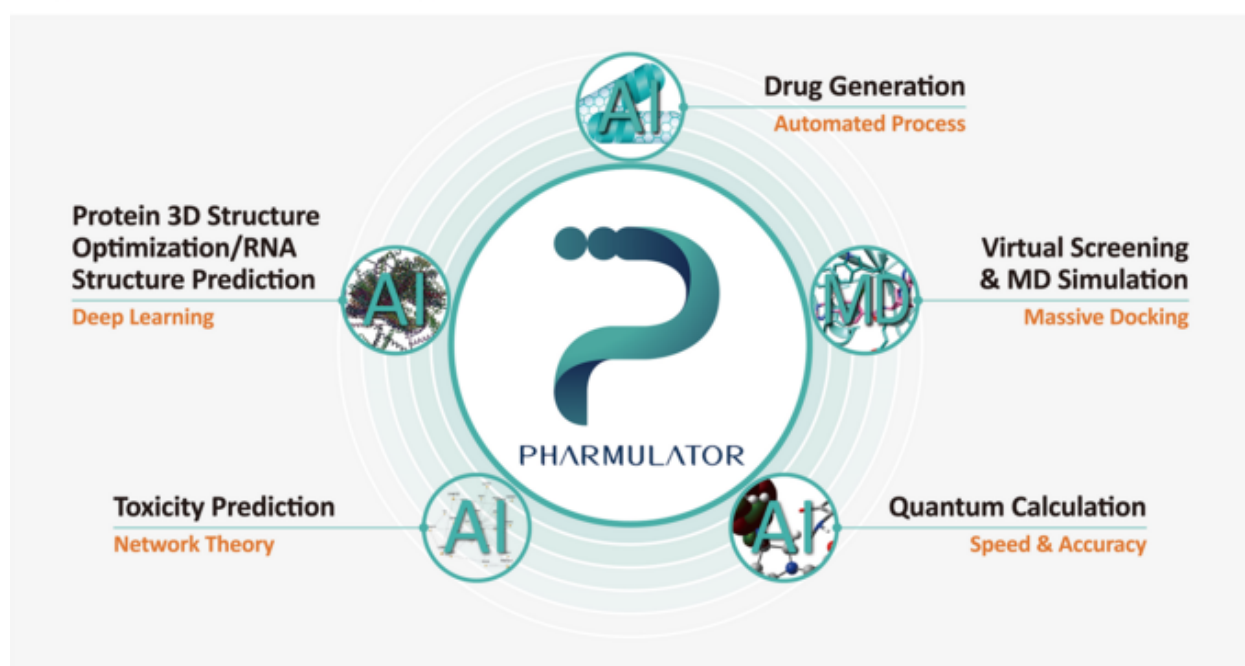 AI
Drug Generation
Automated Process
Protein 3D Structure
Optimization/RNA
Structure Prediction
Deep Learning
AI
PHARMULATOR
MD
Virtual Screening
& MD Simulation
Massive Docking
Toxicity Prediction
Network Theory
AI
AI
Quantum Calculation
Speed & Accuracy